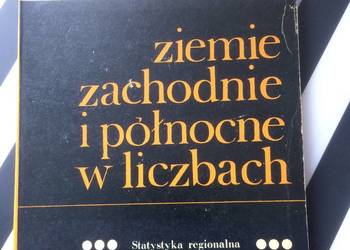 ziemie
zachodnie
i północne
w liczbach
Statystyka regionalna